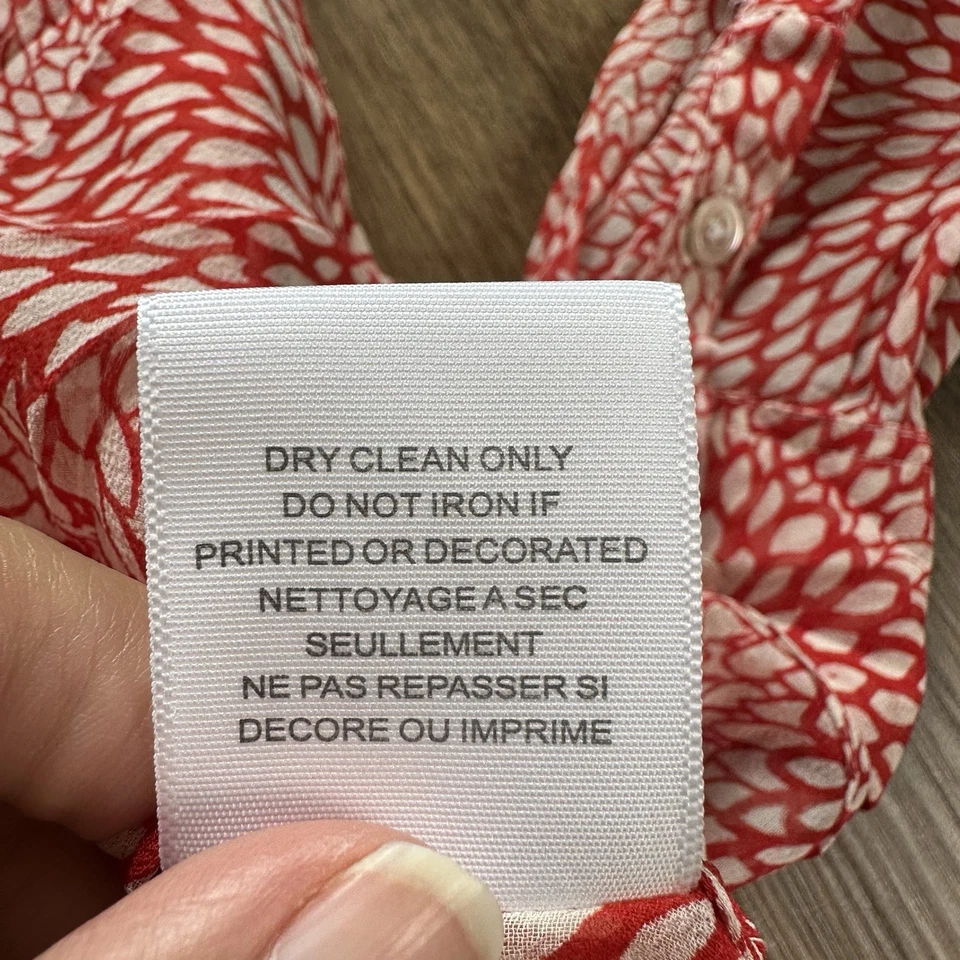 DRY CLEAN ONLY
DO NOT IRON IF
PRINTED OR DECORATED
NETTOYAGE A SEC
SEULLEMENT
NE PAS REPASSER SI
DECORE OU IMPRIME